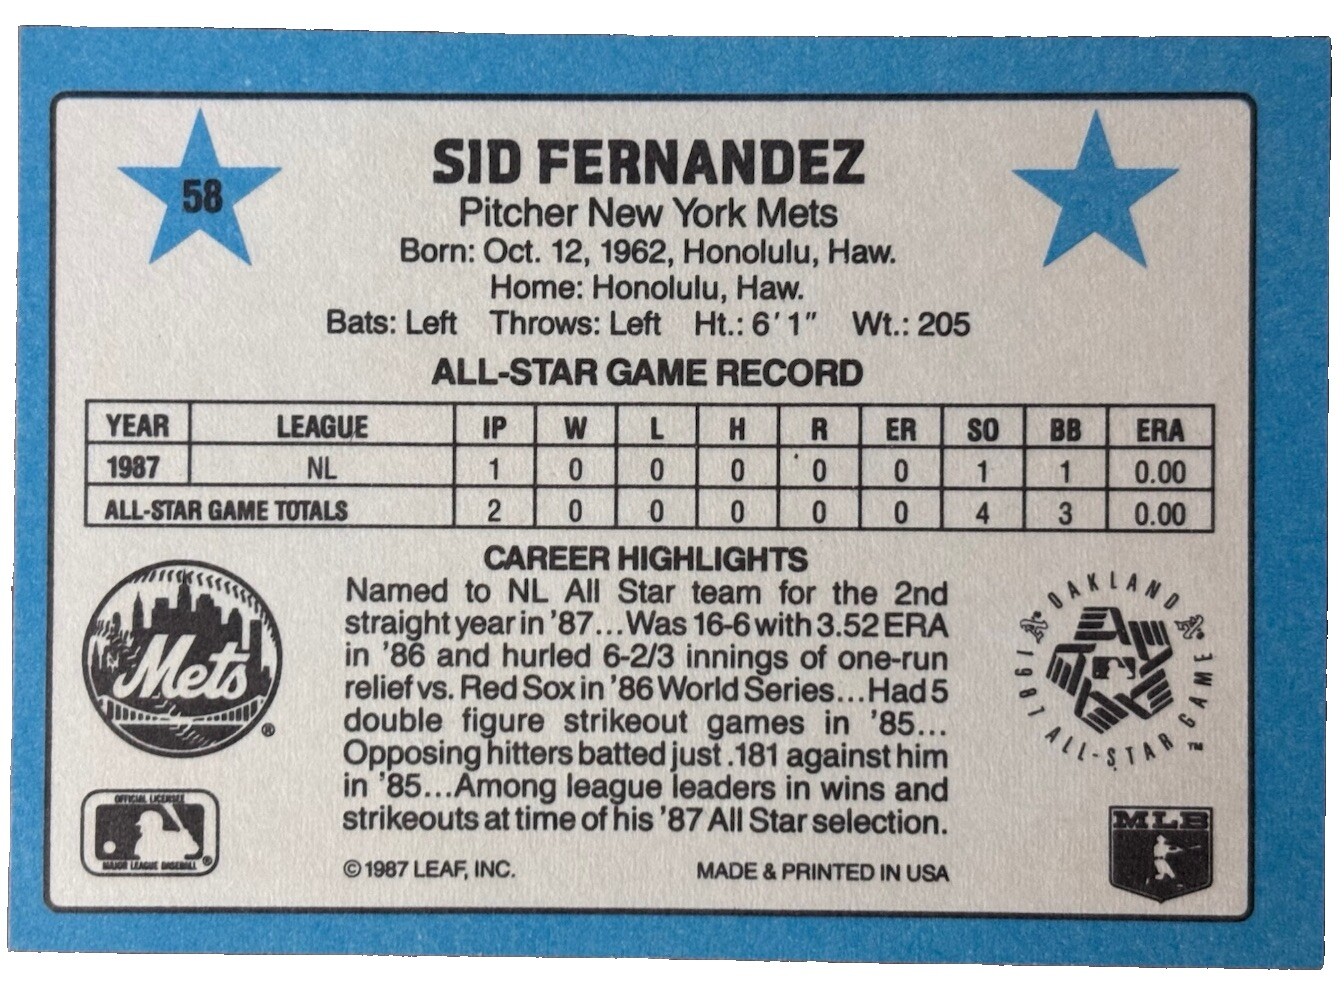 58
SID FERNANDEZ
Pitcher New York Mets
Born: Oct. 12, 1962, Honolulu, Haw.
Home: Honolulu, Haw.
Bats: Left Throws: Left Ht.: 6′1″ Wt.: 205
ALL-STAR GAME RECORD
YEAR LEAGUE IP W L H R ER SO BB ERA
1987 NL 1 0 0 0 0 0 1 1 0.00
ALL-STAR GAME TOTALS 2 0 0 0 0 0 4 3 0.00
CAREER HIGHLIGHTS
Named to NL All Star team for the 2nd
straight year in '87...Was 16-6 with 3.52 ERA
in '86 and hurled 6-2/3 innings of one-run
relief vs. Red Sox in '86 World Series...Had 5
double figure strikeout games in '85...
Opposing hitters batted just .181 against him
in '85...Among league leaders in wins and
strikeouts at time of his '87 All Star selection.
Mets ®
OAKLAND
1987 ALL-STAR GAME ™
OFFICIAL LICENSEE
MAJOR LEAGUE BASEBALL ®
MLB
© 1987 LEAF, INC. MADE & PRINTED IN USA